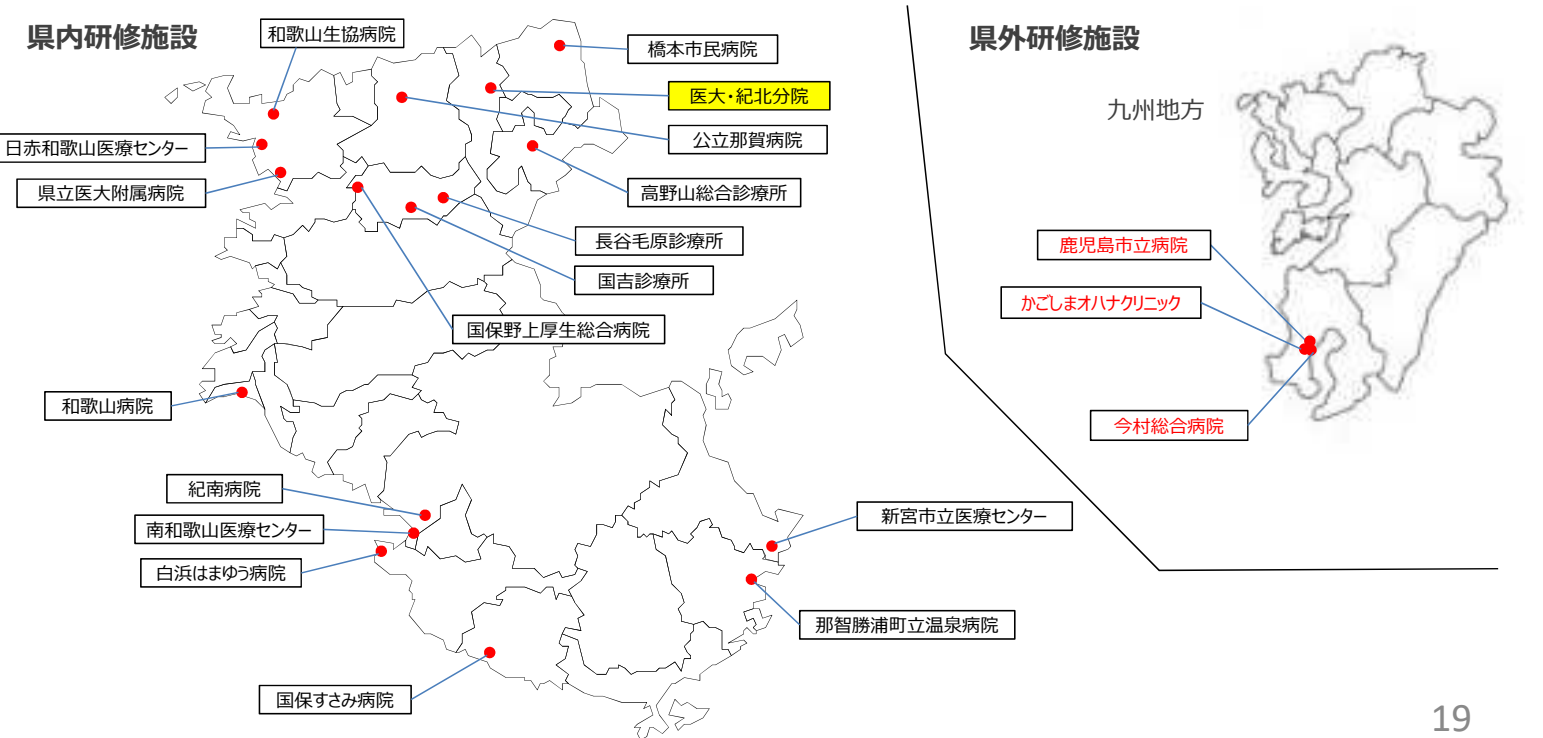 県内研修施設
和歌山生協病院
橋本市民病院
医大・紀北分院
公立那賀病院
日赤和歌山医療センター
県立医大附属病院
高野山総合診療所
長谷毛原診療所
国吉診療所
国保野上厚生総合病院
和歌山病院
紀南病院
南和歌山医療センター
白浜はまゆう病院
新宮市立医療センター
那智勝浦町立温泉病院
国保すさみ病院
県外研修施設
九州地方
鹿児島市立病院
かごしまオハナクリニック
今村総合病院
19